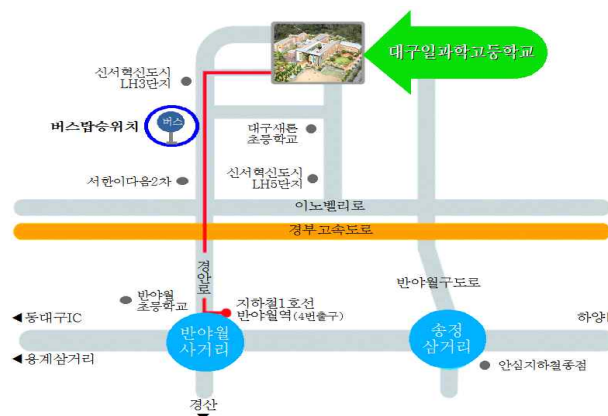 대구일과학고등학교
신서혁신도시
LH3단지
버스탑승위치
버스
대구새론
초등학교
신서혁신도시
LH5단지
서한이다음2차
이노벨리로
경부고속도로
경안로
반야월구도로
반야월
초등학교
지하철1호선
반야월역(4번출구)
◀동대구IC
반야월
사거리
송정
삼거리
하양
◀용계삼거리
안심지하철종점
경산
▼